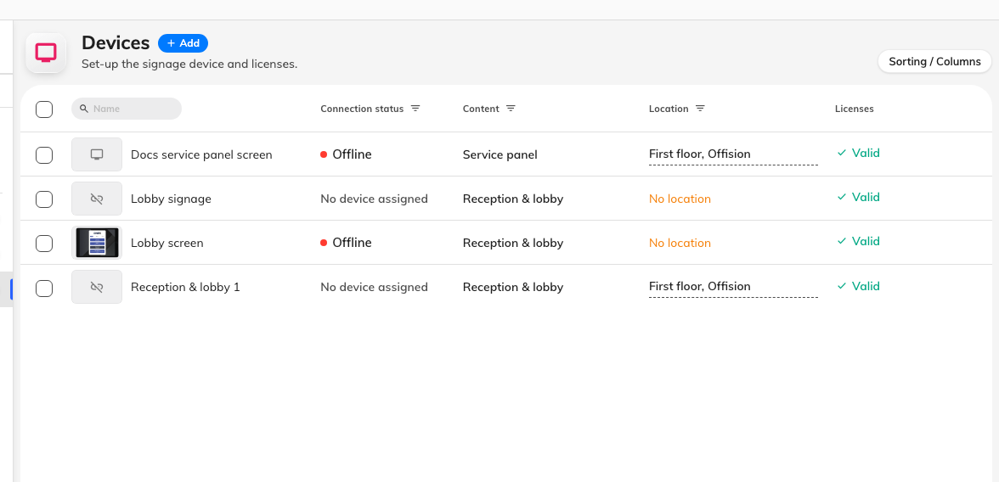 Devices + Add
Set-up the signage device and licenses.
Sorting / Columns
Name Connection status Content Location Licenses
Docs service panel screen Offline Service panel First floor, Offision Valid
Lobby signage No device assigned Reception & lobby No location Valid
Lobby screen Offline Reception & lobby No location Valid
Reception & lobby 1 No device assigned Reception & lobby First floor, Offision Valid